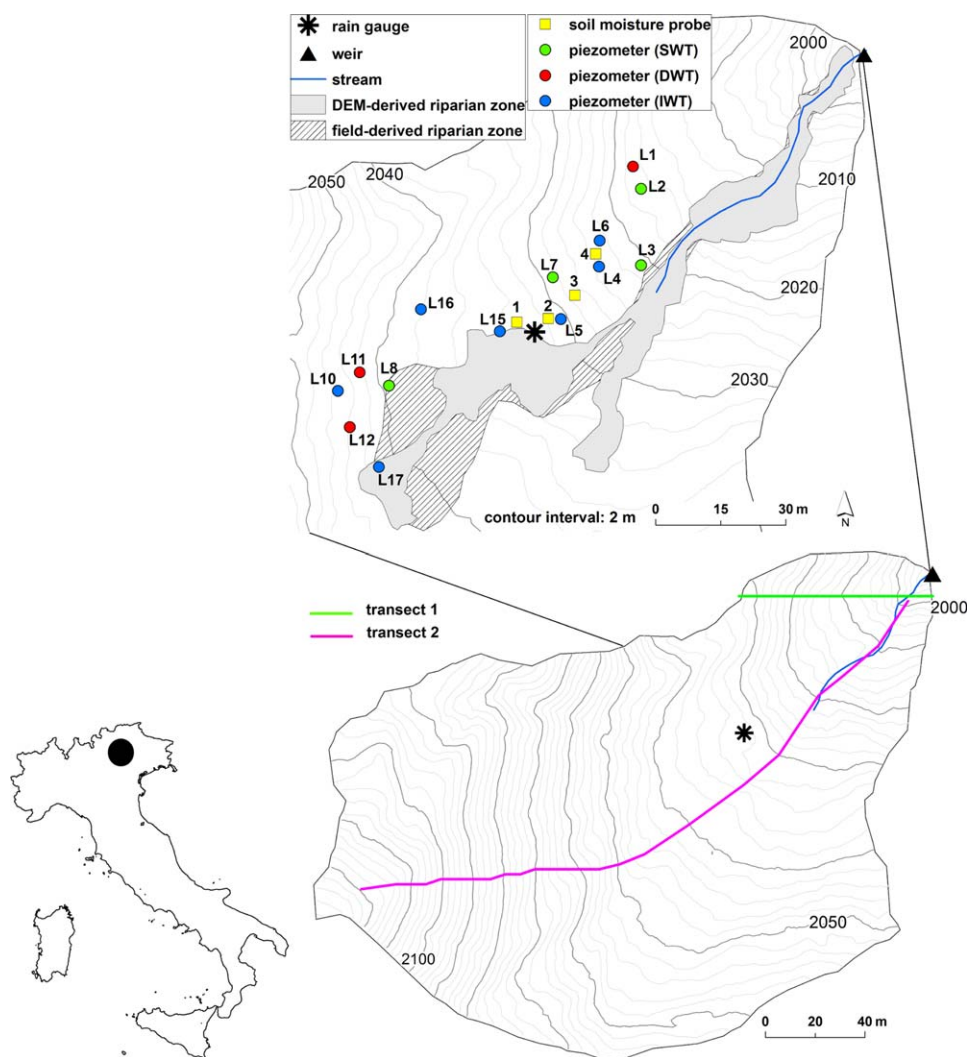 rain gauge
weir
stream
DEM-derived riparian zone
field-derived riparian zone
soil moisture probe
piezometer (SWT)
piezometer (DWT)
piezometer (IWT)
2000
L1
L2
2050
2040
2010
L6
4
L3
L4
L7
3
2020
L16
1
2
L15
L5
L11
L8
L10
2030
L12
L17
contour interval: 2 m
0 15 30 m
N
transect 1
transect 2
2000
2050
2100
0 20 40 m